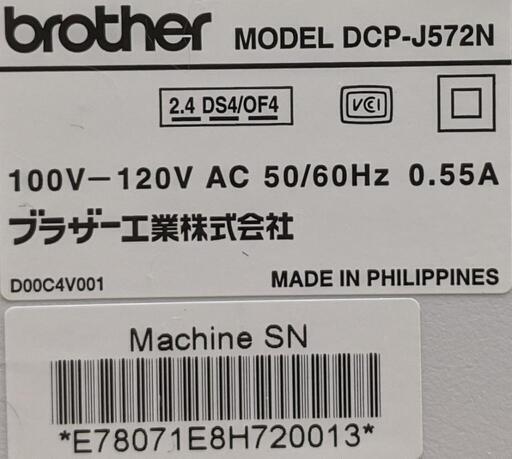 brother MODEL DCP-J572N
2.4 DS4/OF4
VCI
100V－120V AC 50/60Hz 0.55A
ブラザー工業株式会社
D00C4V001 MADE IN PHILIPPINES
Machine SN
*E78071E8H720013*